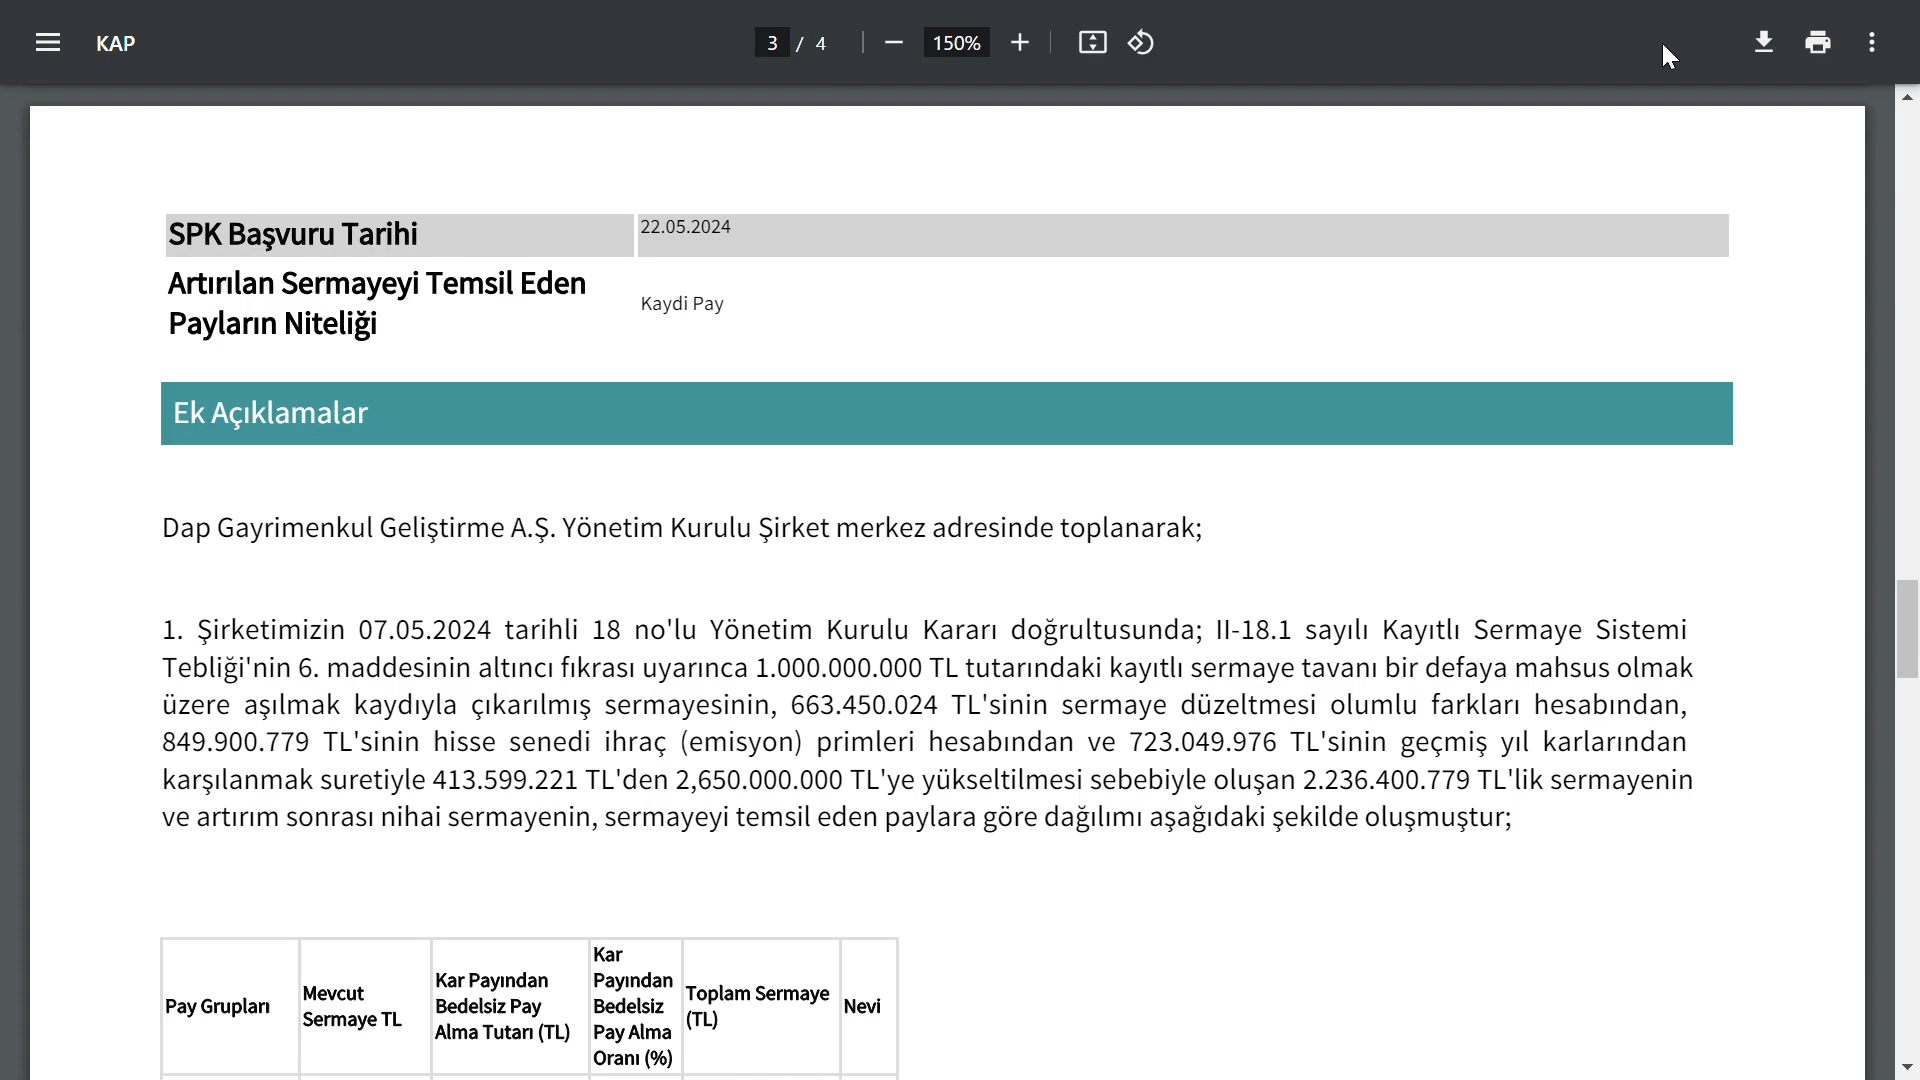 KAP
3 / 4
150%
SPK Başvuru Tarihi
22.05.2024
Artırılan Sermayeyi Temsil Eden
Payların Niteliği
Kaydi Pay
Ek Açıklamalar
Dap Gayrimenkul Geliştirme A.Ş. Yönetim Kurulu Şirket merkez adresinde toplanarak;
1. Şirketimizin 07.05.2024 tarihli 18 no'lu Yönetim Kurulu Kararı doğrultusunda; II-18.1 sayılı Kayıtlı Sermaye Sistemi
Tebliği'nin 6. maddesinin altıncı fıkrası uyarınca 1.000.000.000 TL tutarındaki kayıtlı sermaye tavanı bir defaya mahsus olmak
üzere aşılmak kaydıyla çıkarılmış sermayesinin, 663.450.024 TL'sinin sermaye düzeltmesi olumlu farkları hesabından,
849.900.779 TL'sinin hisse senedi ihraç (emisyon) primleri hesabından ve 723.049.976 TL'sinin geçmiş yıl karlarından
karşılanmak suretiyle 413.599.221 TL'den 2,650.000.000 TL'ye yükseltilmesi sebebiyle oluşan 2.236.400.779 TL'lik sermayenin
ve artırım sonrası nihai sermayenin, sermayeyi temsil eden paylara göre dağılımı aşağıdaki şekilde oluşmuştur;
Pay Grupları
Mevcut
Sermaye TL
Kar Payından
Bedelsiz Pay
Alma Tutarı (TL)
Kar
Payından
Bedelsiz
Pay Alma
Oranı (%)
Toplam Sermaye
(TL)
Nevi